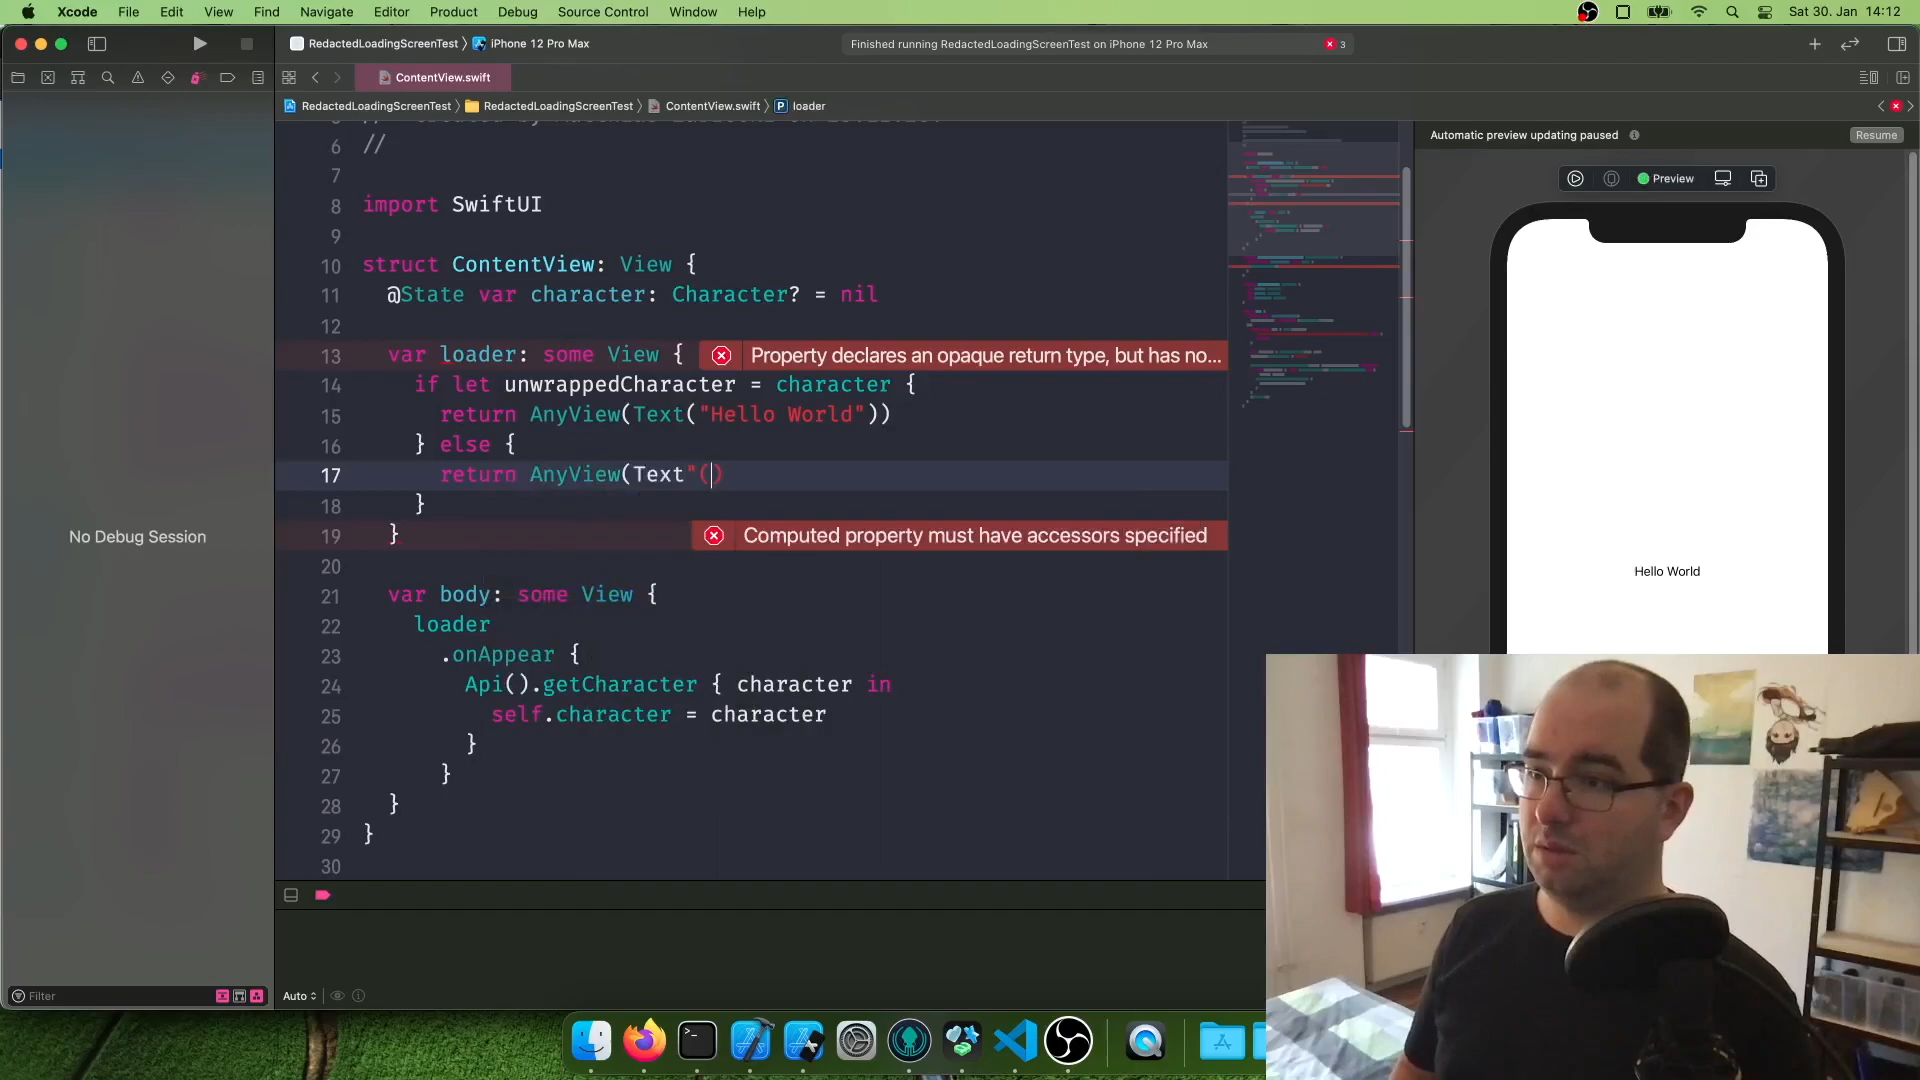 Xcode File Edit View Find Navigate Editor Product Debug Source Control Window Help Sat 30. Jan 14:12
RedactedLoadingScreenTest iPhone 12 Pro Max Finished running RedactedLoadingScreenTest on iPhone 12 Pro Max 3
ContentView.swift
RedactedLoadingScreenTest RedactedLoadingScreenTest ContentView.swift P loader
Automatic preview updating paused Resume
Preview
6 //
7
8 import SwiftUI
9
10 struct ContentView: View {
11 @State var character: Character? = nil
12
13 var loader: some View { Property declares an opaque return type, but has no...
14 if let unwrappedCharacter = character {
15 return AnyView(Text("Hello World"))
16 } else {
17 return AnyView(Text"()
18 }
19 } Computed property must have accessors specified
20
21 var body: some View {
22 loader
23 .onAppear {
24 Api().getCharacter { character in
25 self.character = character
26 }
27 }
28 }
29 }
30
No Debug Session
Hello World
Filter
Auto